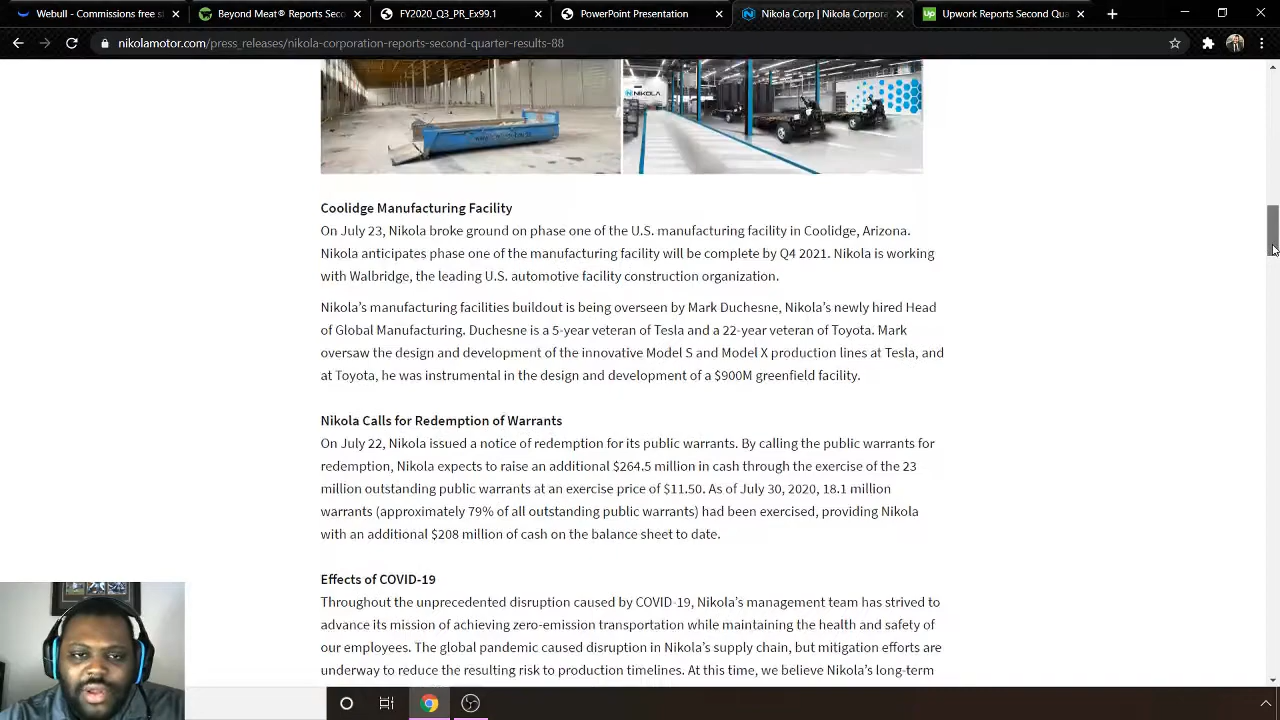 Webull - Commissions free s
Beyond Meat® Reports Sec
FY2020_Q3_PR_Ex99.1
PowerPoint Presentation
Nikola Corp | Nikola Corpora
Upwork Reports Second Qua
nikolamotor.com/press_releases/nikola-corporation-reports-second-quarter-results-88
NIKOLA
Coolidge Manufacturing Facility
On July 23, Nikola broke ground on phase one of the U.S. manufacturing facility in Coolidge, Arizona.
Nikola anticipates phase one of the manufacturing facility will be complete by Q4 2021. Nikola is working
with Walbridge, the leading U.S. automotive facility construction organization.
Nikola's manufacturing facilities buildout is being overseen by Mark Duchesne, Nikola's newly hired Head
of Global Manufacturing. Duchesne is a 5-year veteran of Tesla and a 22-year veteran of Toyota. Mark
oversaw the design and development of the innovative Model S and Model X production lines at Tesla, and
at Toyota, he was instrumental in the design and development of a $900M greenfield facility.
Nikola Calls for Redemption of Warrants
On July 22, Nikola issued a notice of redemption for its public warrants. By calling the public warrants for
redemption, Nikola expects to raise an additional $264.5 million in cash through the exercise of the 23
million outstanding public warrants at an exercise price of $11.50. As of July 30, 2020, 18.1 million
warrants (approximately 79% of all outstanding public warrants) had been exercised, providing Nikola
with an additional $208 million of cash on the balance sheet to date.
Effects of COVID-19
Throughout the unprecedented disruption caused by COVID-19, Nikola's management team has strived to
advance its mission of achieving zero-emission transportation while maintaining the health and safety of
our employees. The global pandemic caused disruption in Nikola's supply chain, but mitigation efforts are
underway to reduce the resulting risk to production timelines. At this time, we believe Nikola's long-term